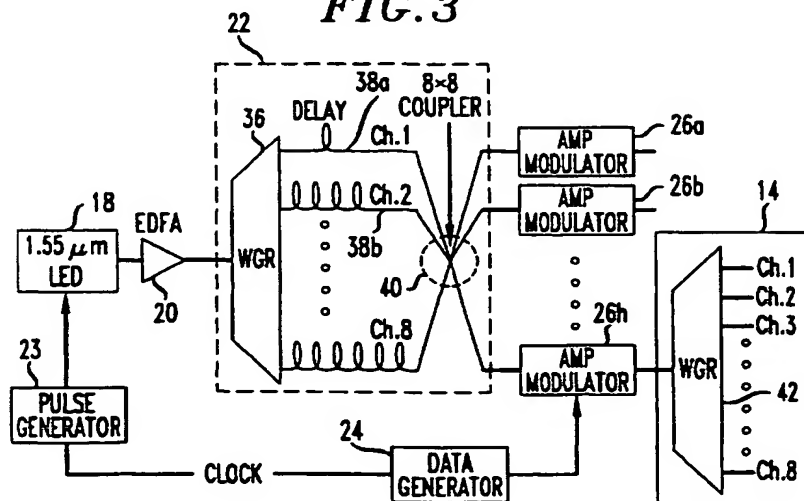 FIG. 3
22
38a
8×8
COUPLER
DELAY
Ch.1
36
AMP
MODULATOR
26a
Ch.2
AMP
MODULATOR
26b
18
EDFA
38b
14
1.55 μm
LED
WGR
20
40
Ch.1
Ch.2
Ch.3
Ch.8
26h
23
AMP
MODULATOR
WGR
42
PULSE
GENERATOR
24
CLOCK
DATA
GENERATOR
Ch.8